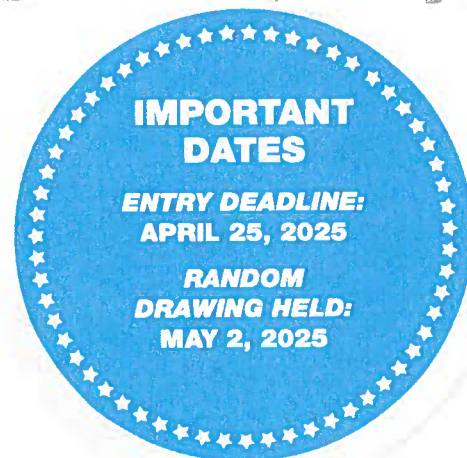 IMPORTANT
DATES
ENTRY DEADLINE:
APRIL 25, 2025
RANDOM
DRAWING HELD:
MAY 2, 2025